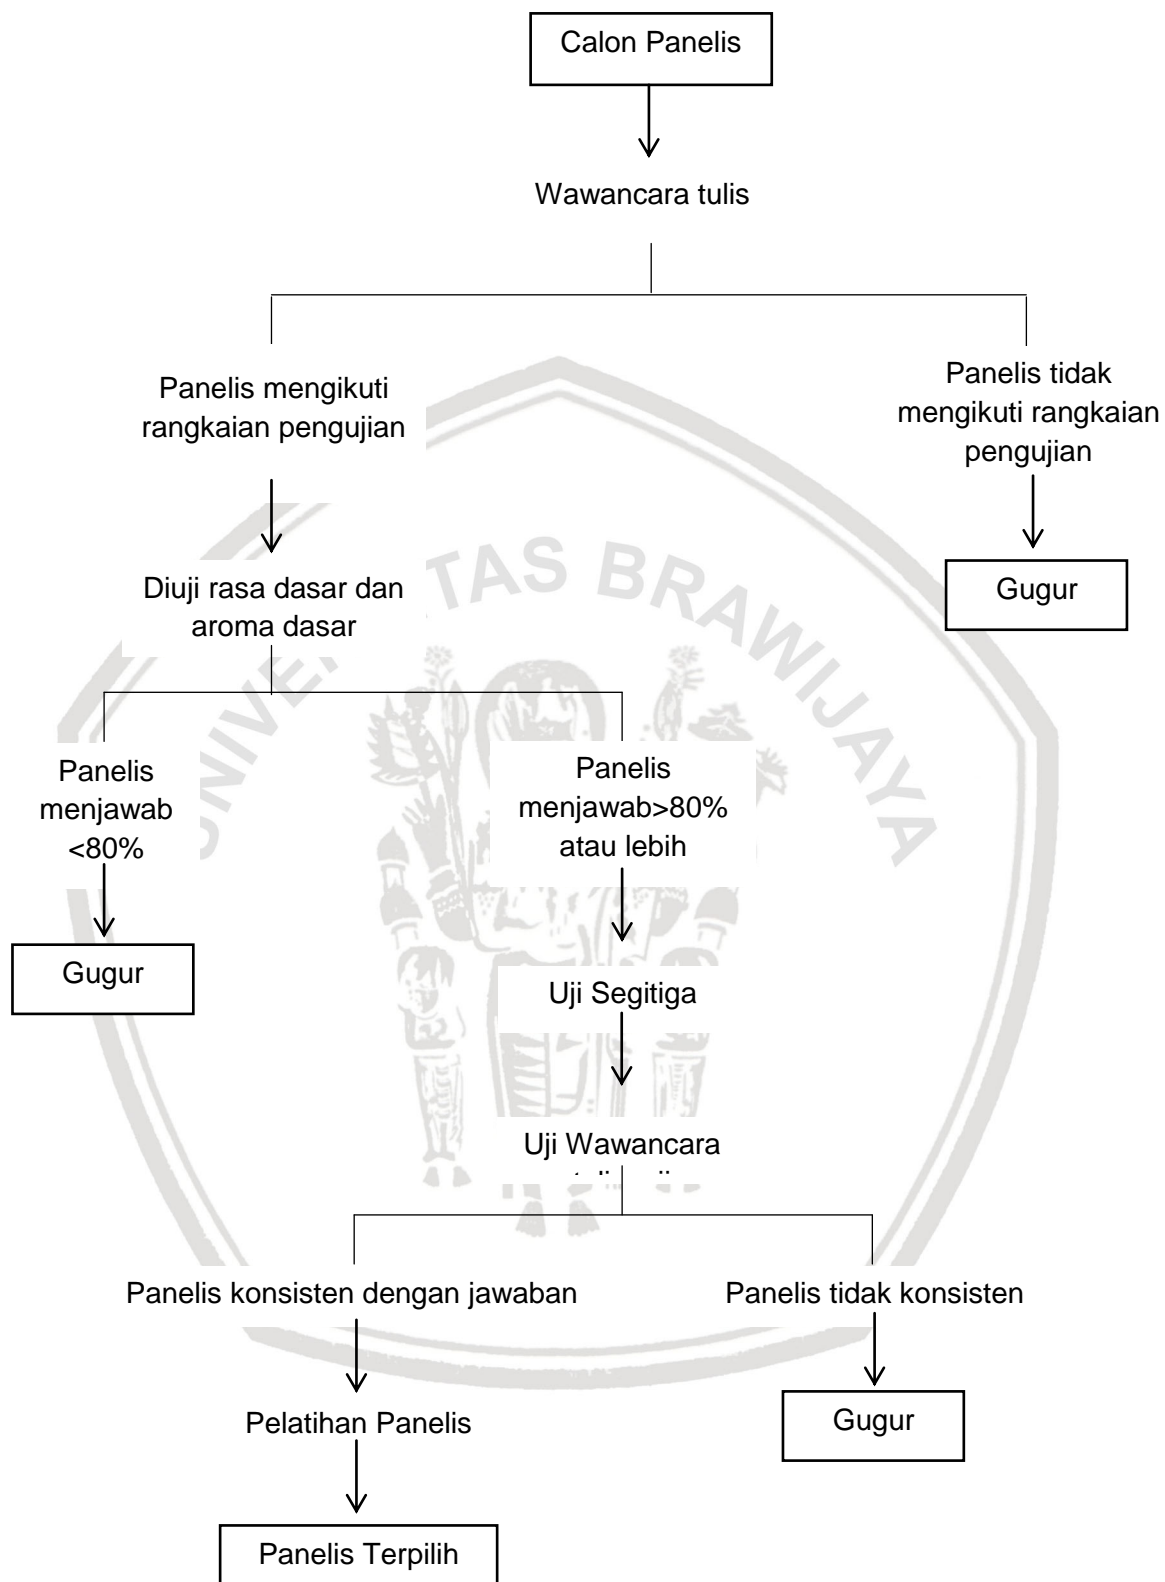 Calon Panelis
Wawancara tulis
Panelis mengikuti
rangkaian pengujian
Panelis tidak
mengikuti rangkaian
pengujian
Diuji rasa dasar dan
aroma dasar
Gugur
Panelis
menjawab
<80%
Panelis
menjawab>80%
atau lebih
Gugur
Uji Segitiga
Uji Wawancara
Panelis konsisten dengan jawaban
Panelis tidak konsisten
Pelatihan Panelis
Gugur
Panelis Terpilih
TAS BRAWIJAYA